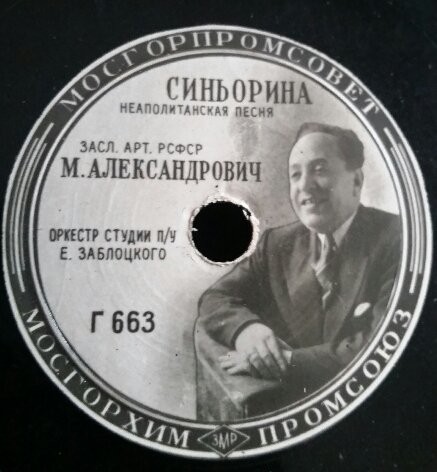 МОСГОРПРОМСОВЕТ
СИНЬОРИНА
НЕАПОЛИТАНСКАЯ ПЕСНЯ
ЗАСЛ. АРТ. РСФСР
М. АЛЕКСАНДРОВИЧ
ОРКЕСТР СТУДИИ П/У
Е. ЗАБЛОЦКОГО
Г 663
МОСГОРХИМ ЗМР ПРОМСОЮЗ